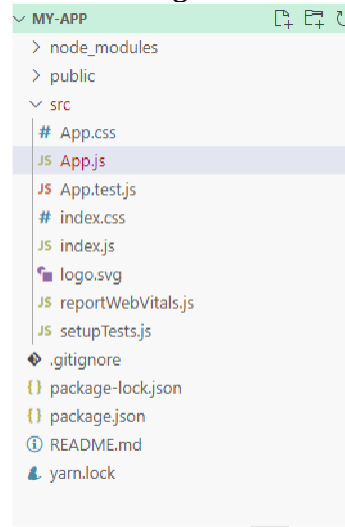 MY-APP
node_modules
public
src
# App.css
JS App.js
JS App.test.js
# index.css
JS index.js
logo.svg
JS reportWebVitals.js
JS setupTests.js
.gitignore
{} package-lock.json
{} package.json
README.md
yarn.lock